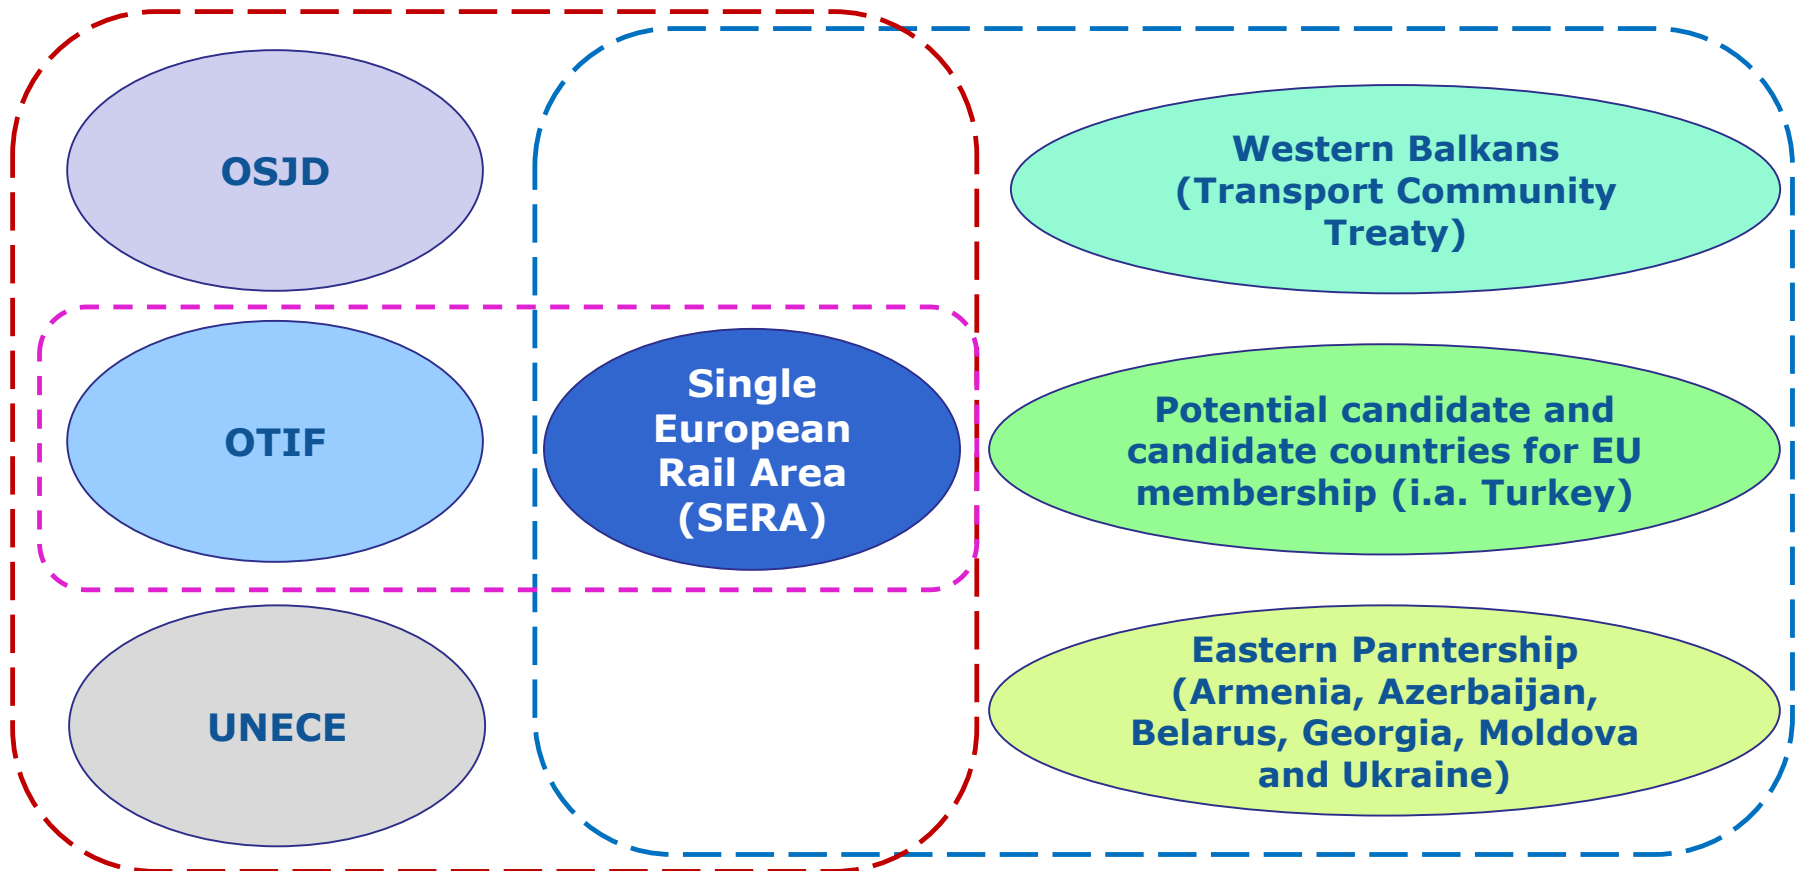 OSJD
OTIF
UNECE
Single
European
Rail Area
(SERA)
Western Balkans
(Transport Community
Treaty)
Potential candidate and
candidate countries for EU
membership (i.a. Turkey)
Eastern Parntership
(Armenia, Azerbaijan,
Belarus, Georgia, Moldova
and Ukraine)